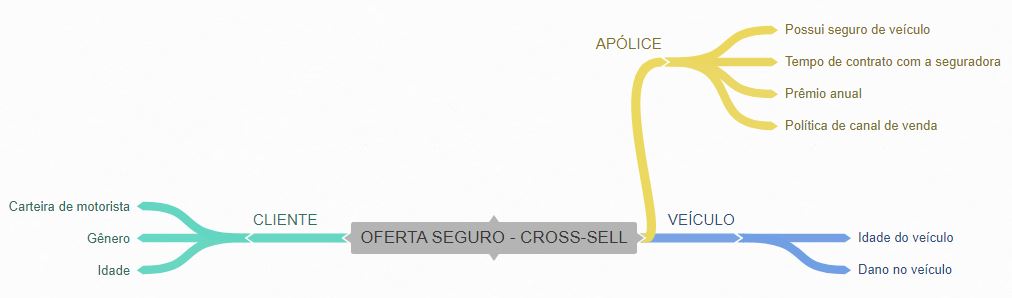 APÓLICE
Possui seguro de veículo
Tempo de contrato com a seguradora
Prêmio anual
Política de canal de venda
Carteira de motorista
Gênero
Idade
CLIENTE
OFERTA SEGURO - CROSS-SELL
VEÍCULO
Idade do veículo
Dano no veículo